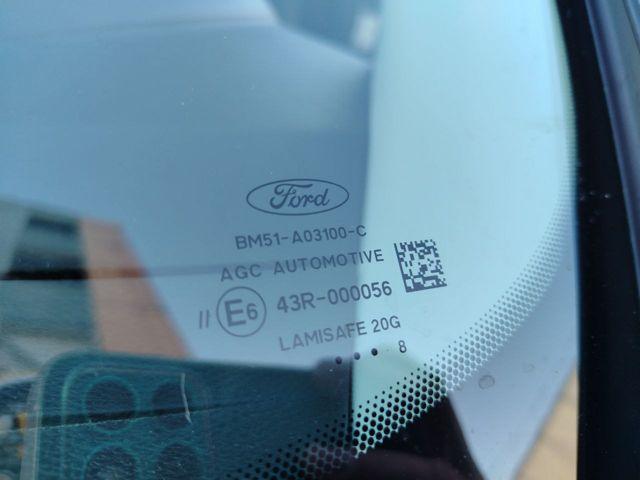 Ford
BM51-A03100-C
AGC AUTOMOTIVE
II E6 43R-000056
LAMISAFE 20G
... 8